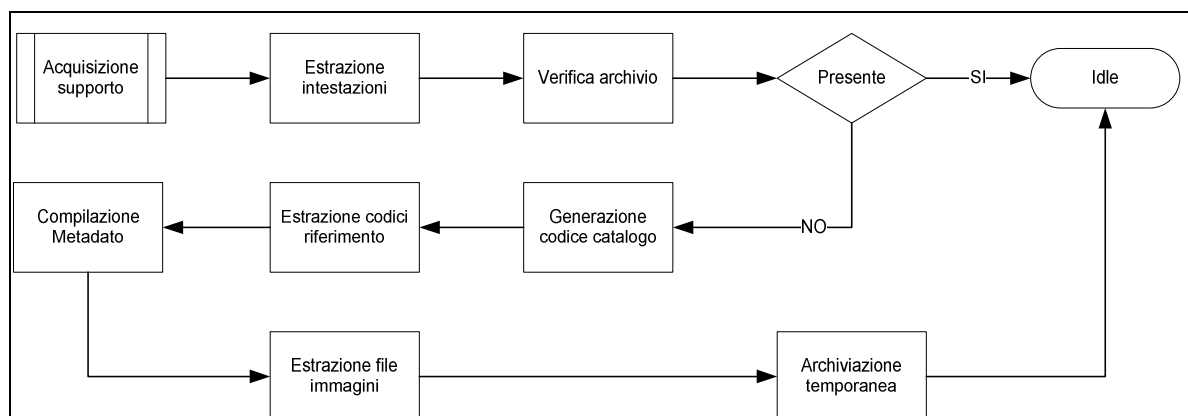 Acquisizione
supporto
Estrazione
intestazioni
Verifica archivio
Presente
SI
Idle
NO
Generazione
codice catalogo
Estrazione codici
riferimento
Compilazione
Metadato
Estrazione file
immagini
Archiviazione
temporanea